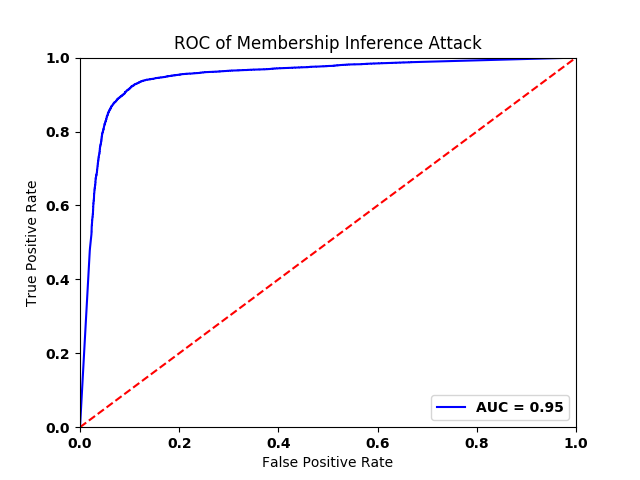 ROC of Membership Inference Attack
1.0
0.8
0.6
0.4
0.2
0.0
True Positive Rate
AUC = 0.95
0.0 0.2 0.4 0.6 0.8 1.0
False Positive Rate